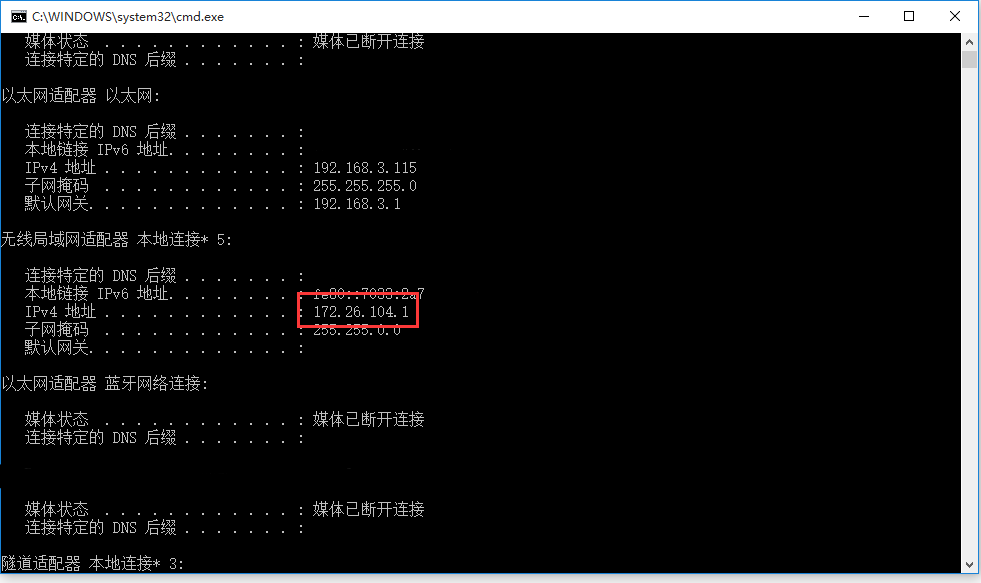 C:\WINDOWS\system32\cmd.exe
媒体状态 . . . . . . . . . . . . : 媒体已断开连接
连接特定的 DNS 后缀 . . . . . . . :
以太网适配器 以太网:
连接特定的 DNS 后缀 . . . . . . . :
本地链接 IPv6 地址. . . . . . . . :
IPv4 地址 . . . . . . . . . . . . : 192.168.3.115
子网掩码 . . . . . . . . . . . . : 255.255.255.0
默认网关. . . . . . . . . . . . . : 192.168.3.1
无线局域网适配器 本地连接* 5:
连接特定的 DNS 后缀 . . . . . . . :
本地链接 IPv6 地址. . . . . . . . : fe80::7033:2a7
IPv4 地址 . . . . . . . . . . . . : 172.26.104.1
子网掩码 . . . . . . . . . . . . : 255.255.0.0
默认网关. . . . . . . . . . . . . :
以太网适配器 蓝牙网络连接:
媒体状态 . . . . . . . . . . . . : 媒体已断开连接
连接特定的 DNS 后缀 . . . . . . . :
媒体状态 . . . . . . . . . . . . : 媒体已断开连接
连接特定的 DNS 后缀 . . . . . . . :
隧道适配器 本地连接* 3: